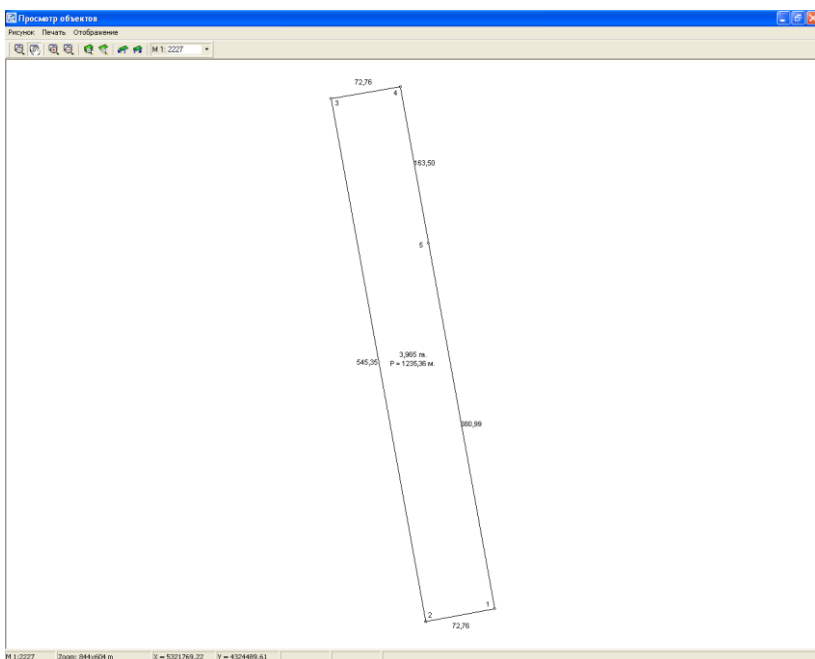 Просмотр объектов
Рисунок Печать Отображение
М 1: 2227
72,76
3
4
163,50
5
3,965 га.
545,35
P = 1235,36 м.
380,99
2
1
72,76
М 1:2227 Zoom: 844x604 m X = 5321769,22 Y = 4324489,61